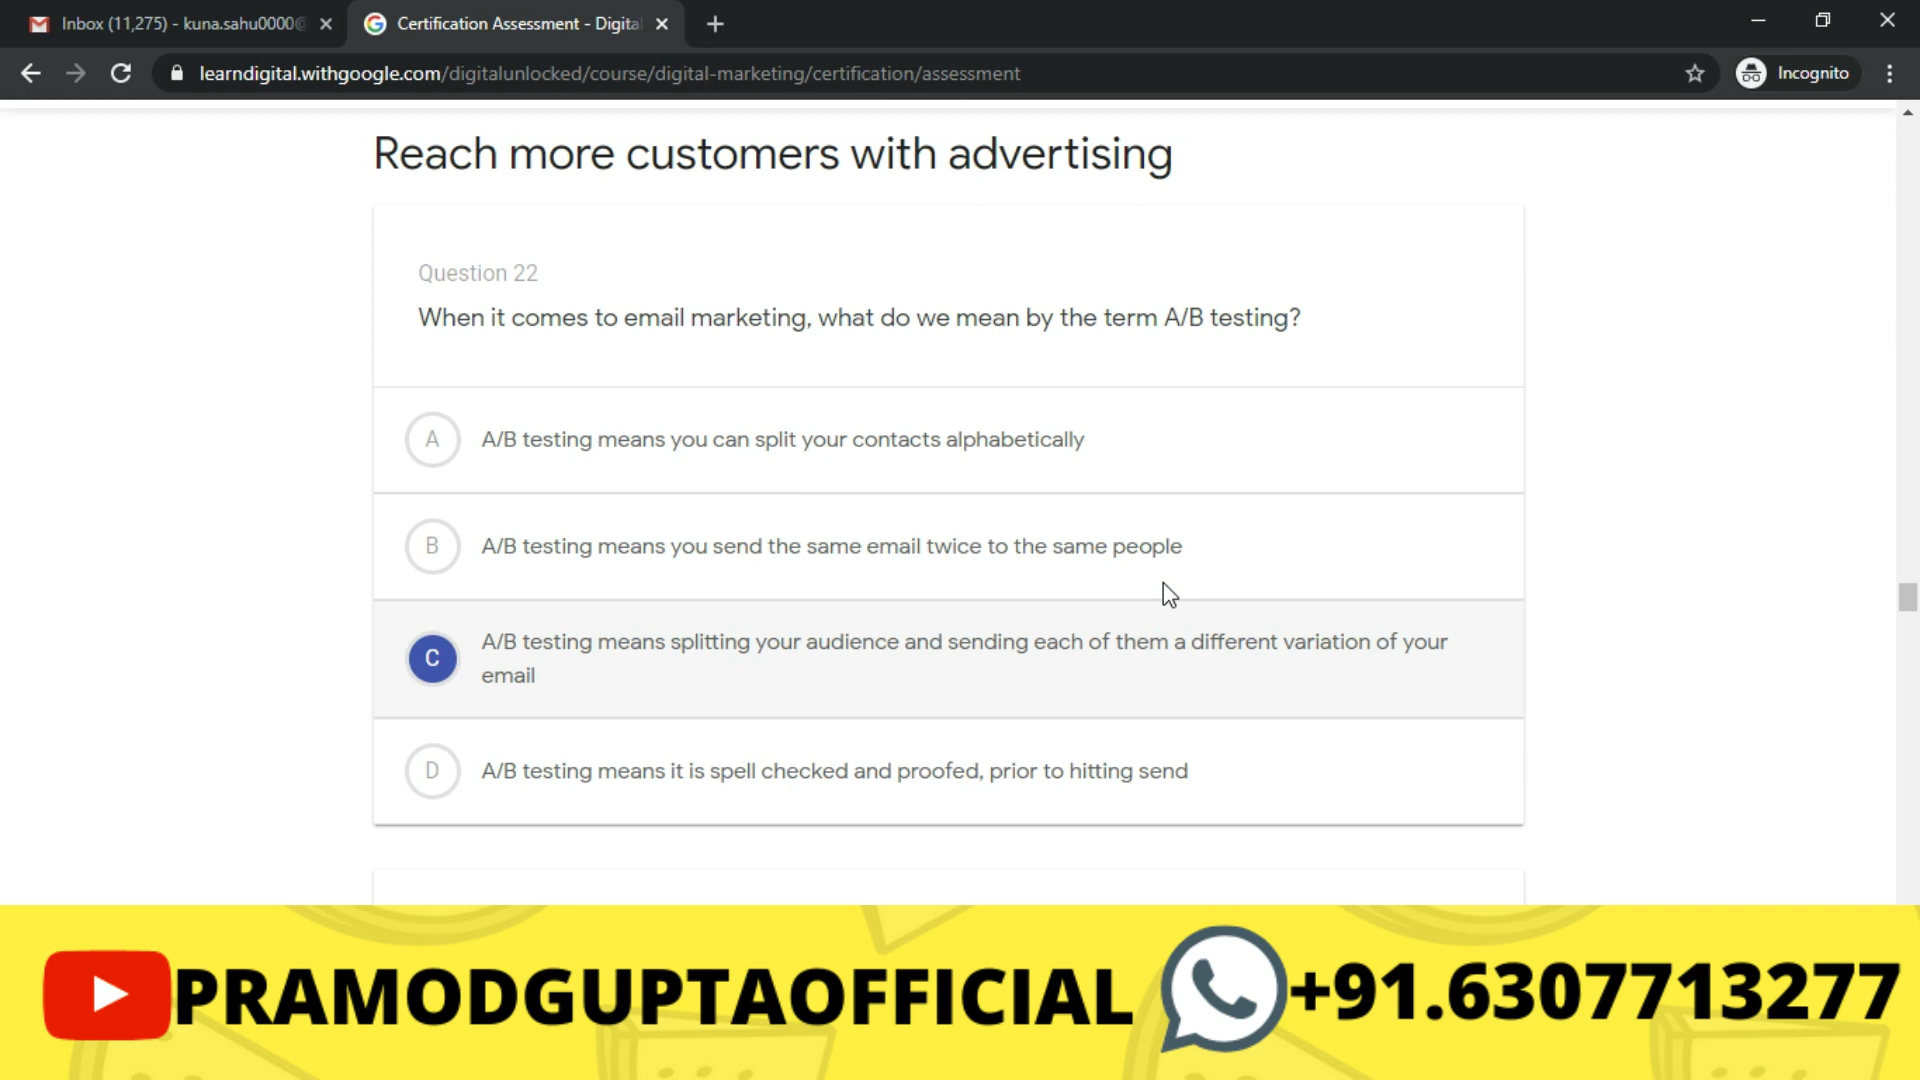 Inbox (11,275) - kuna.sahu0000@
Certification Assessment - Digital
learndigital.withgoogle.com/digitalunlocked/course/digital-marketing/certification/assessment
Incognito
Reach more customers with advertising
Question 22
When it comes to email marketing, what do we mean by the term A/B testing?
A
A/B testing means you can split your contacts alphabetically
B
A/B testing means you send the same email twice to the same people
C
A/B testing means splitting your audience and sending each of them a different variation of your
email
D
A/B testing means it is spell checked and proofed, prior to hitting send
PRAMODGUPTAOFFICIAL
+91.6307713277